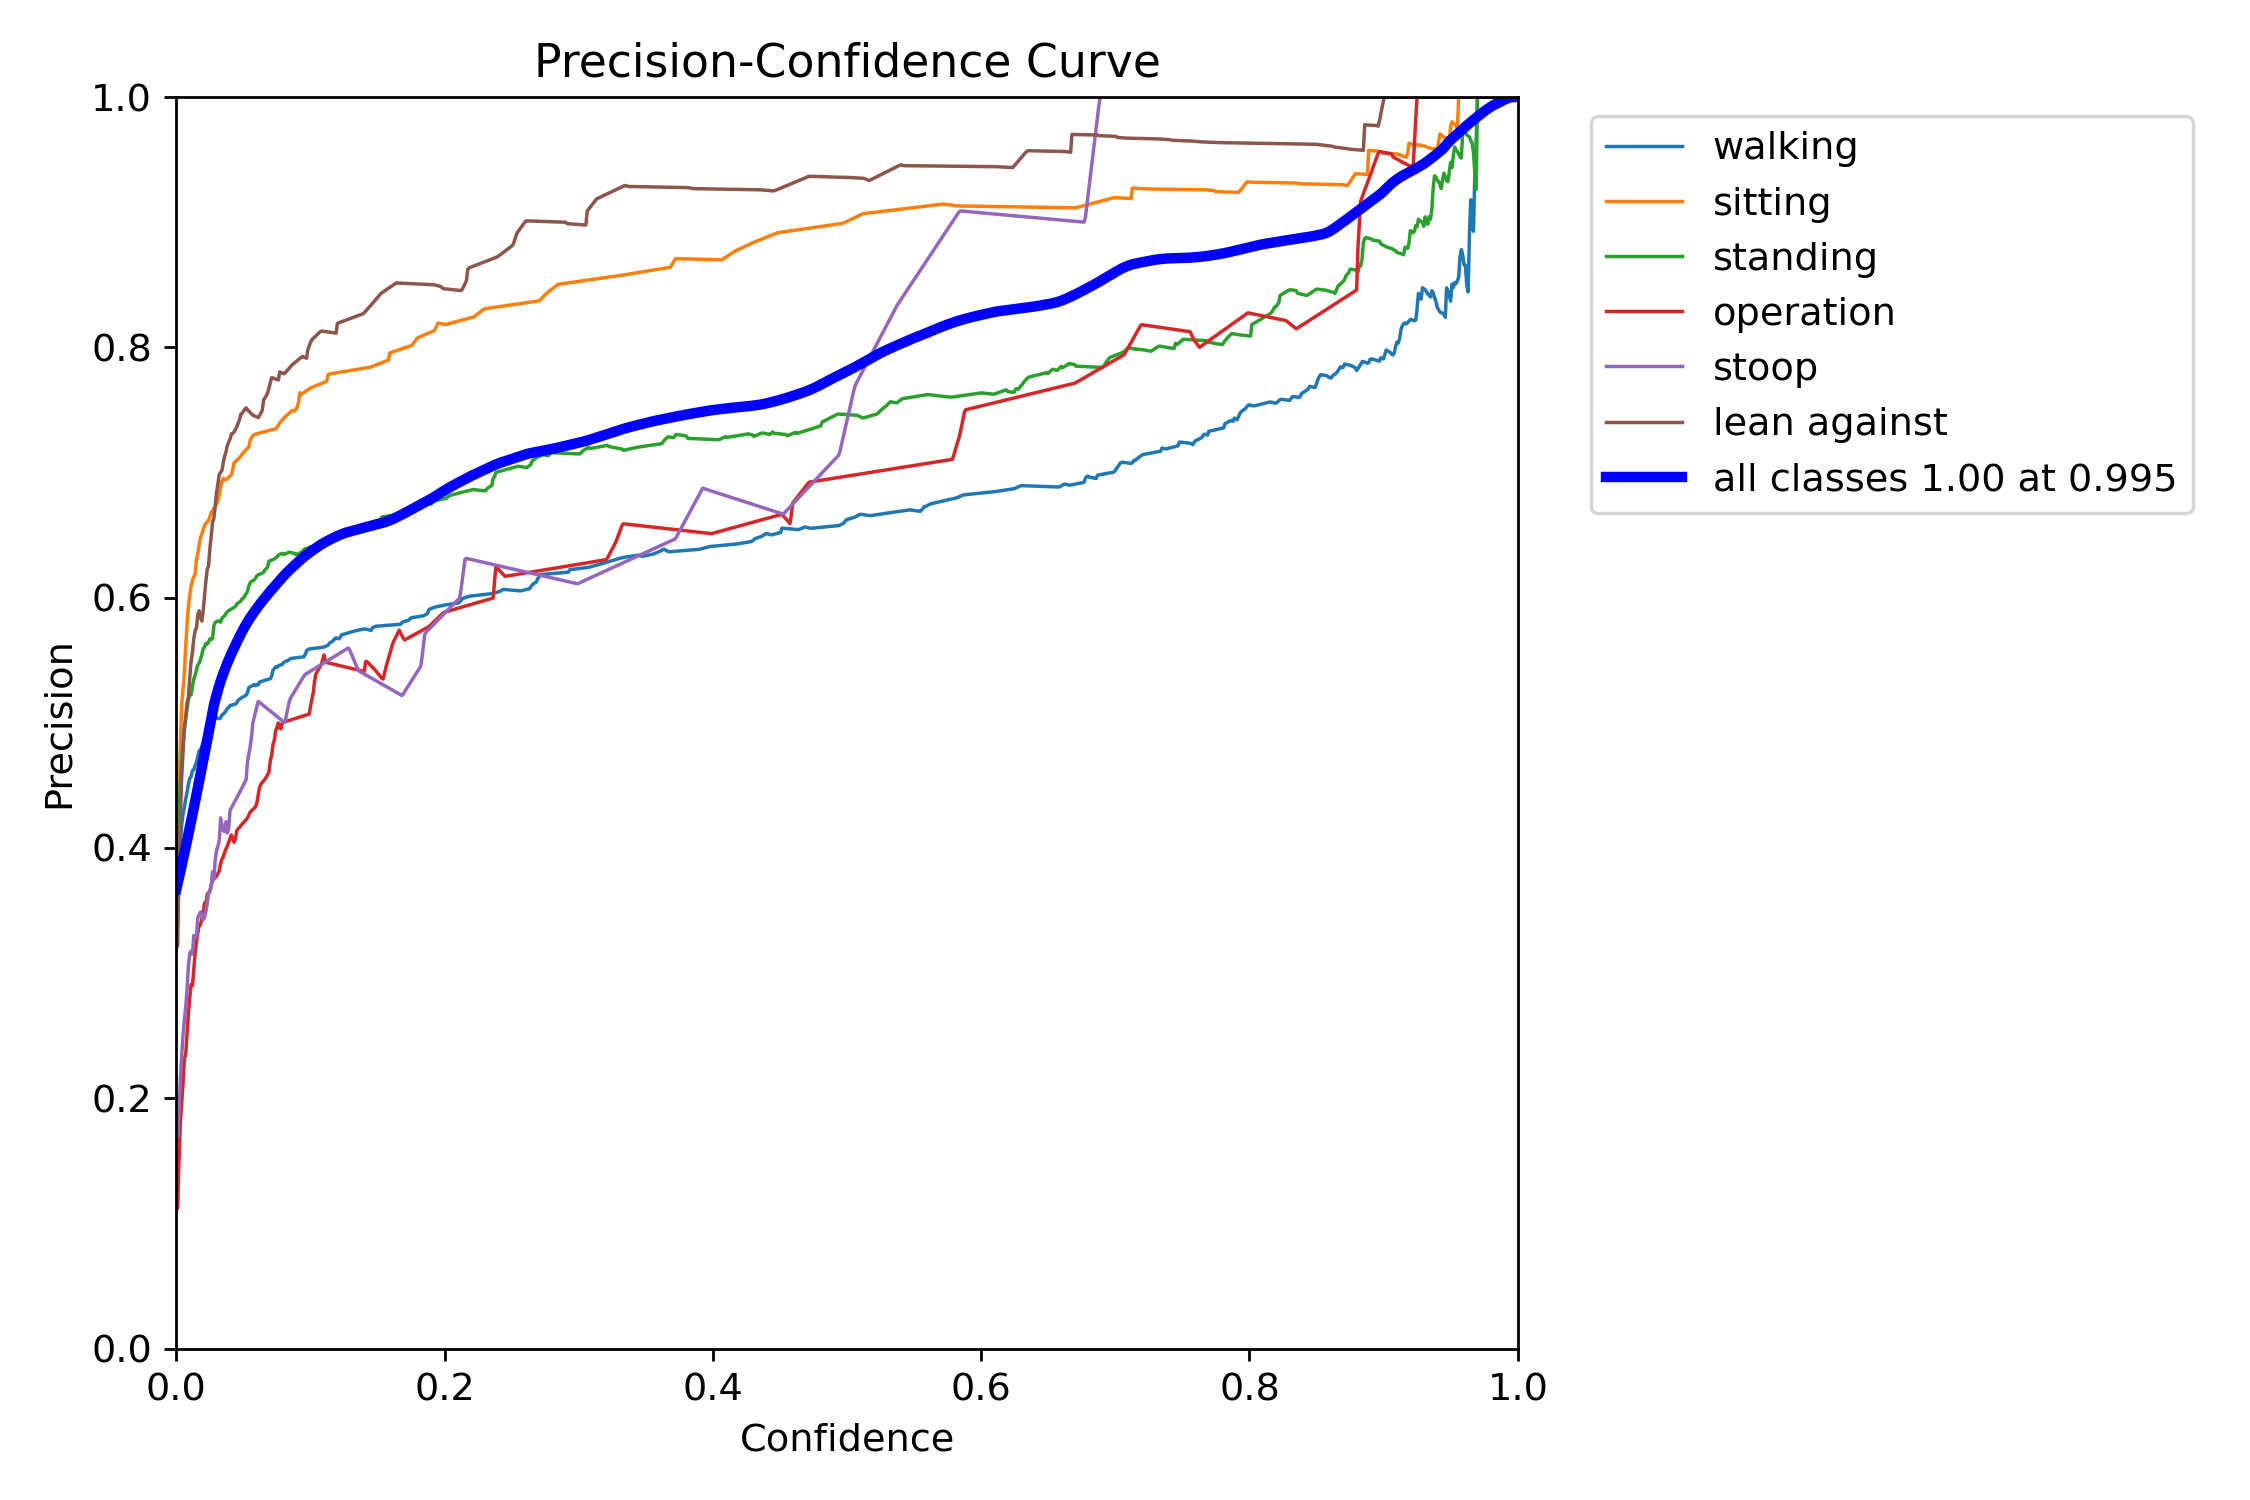 Precision-Confidence Curve
1.0
0.8
0.6
0.4
0.2
0.0
Precision
0.0 0.2 0.4 0.6 0.8 1.0
Confidence
walking
sitting
standing
operation
stoop
lean against
all classes 1.00 at 0.995